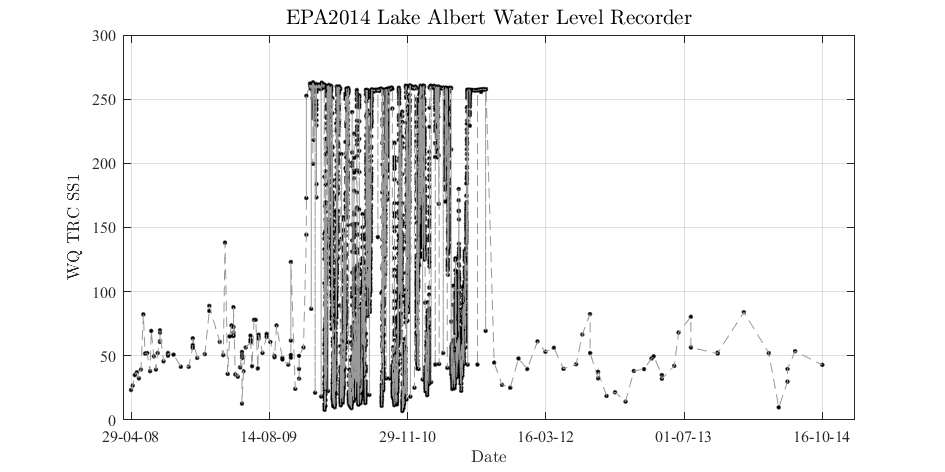 EPA2014 Lake Albert Water Level Recorder
300
250
200
150
100
50
0
WQ TRC SS1
29-04-08 14-08-09 29-11-10 16-03-12 01-07-13 16-10-14
Date